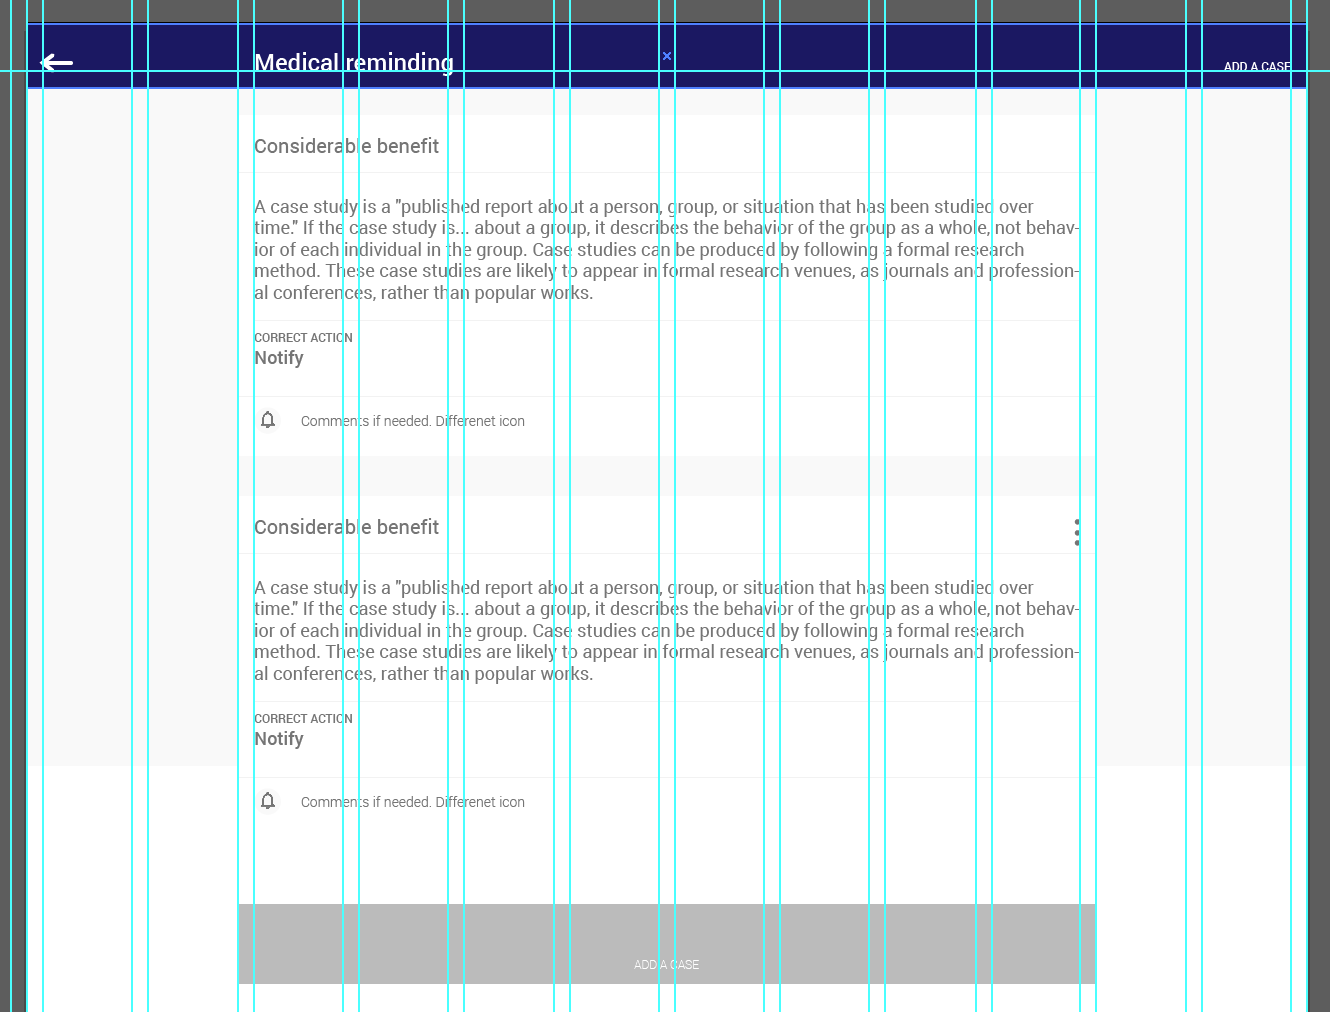 Medical reminding
ADD A CASE
Considerable benefit
A case study is a "published report about a person, group, or situation that has been studied over
time." If the case study is... about a group, it describes the behavior of the group as a whole, not behav-
ior of each individual in the group. Case studies can be produced by following a formal research
method. These case studies are likely to appear in formal research venues, as journals and profession-
al conferences, rather than popular works.
CORRECT ACTION
Notify
Comments if needed. Differenet icon
Considerable benefit
A case study is a "published report about a person, group, or situation that has been studied over
time." If the case study is... about a group, it describes the behavior of the group as a whole, not behav-
ior of each individual in the group. Case studies can be produced by following a formal research
method. These case studies are likely to appear in formal research venues, as journals and profession-
al conferences, rather than popular works.
CORRECT ACTION
Notify
Comments if needed. Differenet icon
ADD A CASE